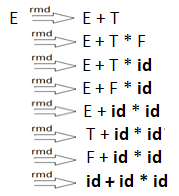 E rmd⟹ E + T
rmd⟹ E + T * F
rmd⟹ E + T * id
rmd⟹ E + F * id
rmd⟹ E + id * id
rmd⟹ T + id * id
rmd⟹ F + id * id
rmd⟹ id + id * id